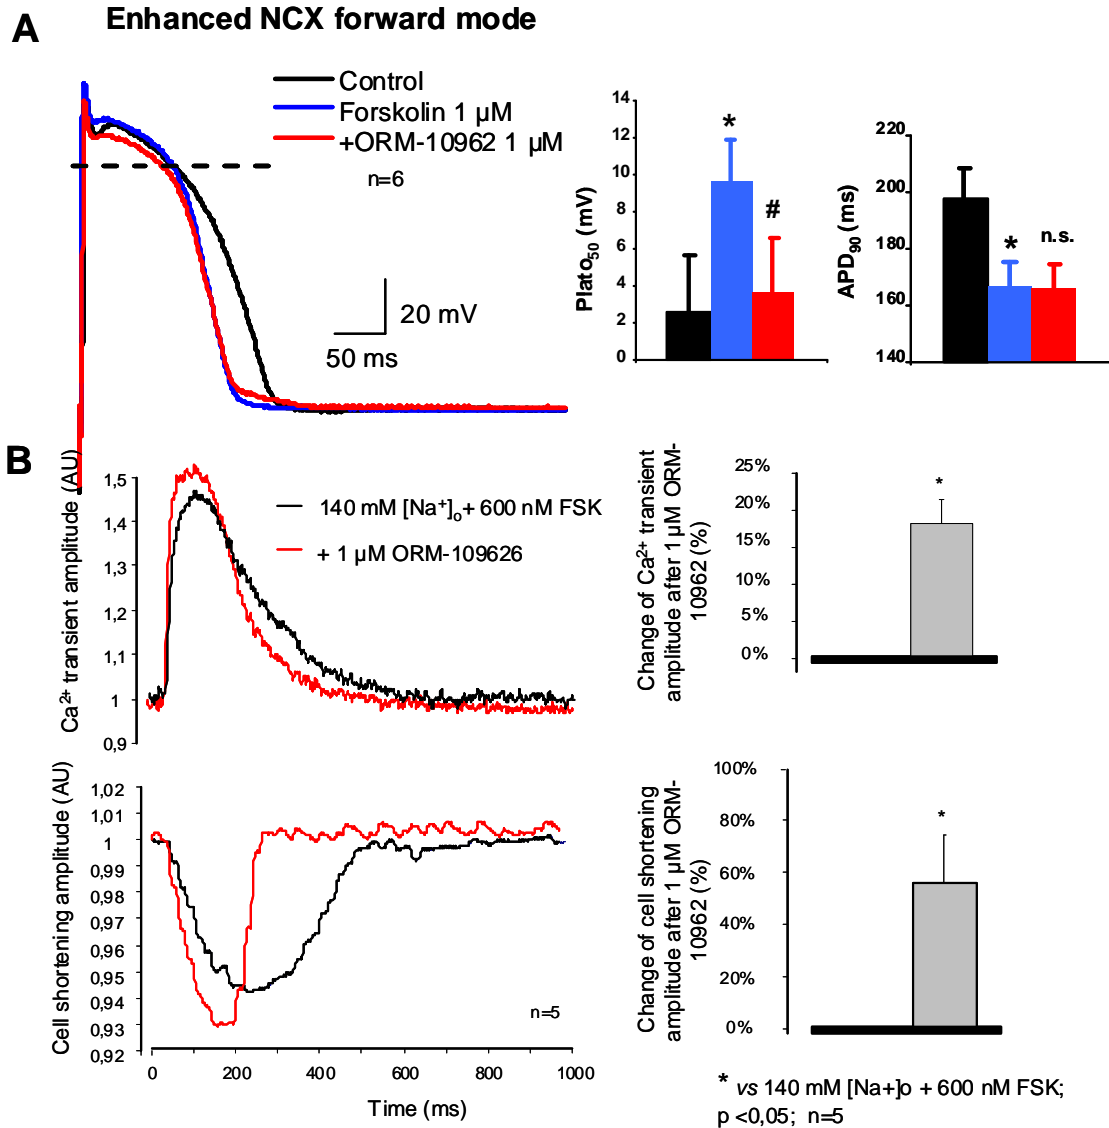 A
Enhanced NCX forward mode
Control
Forskolin 1 µM
+ORM-10962 1 µM
n=6
20 mV
50 ms
Plato50 (mV)
14
12
10
8
6
4
2
0
*
#
APD90 (ms)
220
200
180
160
140
*
n.s.
B
Ca2+ transient amplitude (AU)
1,5
1,4
1,3
1,2
1,1
1
0,9
140 mM [Na+]o+ 600 nM FSK
+ 1 µM ORM-109626
Change of Ca2+ transient
amplitude after 1 µM ORM-
10962 (%)
25%
20%
15%
10%
5%
0%
*
Cell shortening amplitude (AU)
1,02
1,01
1
0,99
0,98
0,97
0,96
0,95
0,94
0,93
0,92
n=5
0
200
400
600
800
1000
Time (ms)
Change of cell shortening
amplitude after 1 µM ORM-
10962 (%)
100%
80%
60%
40%
20%
0%
*
* vs 140 mM [Na+]o + 600 nM FSK;
p <0,05; n=5